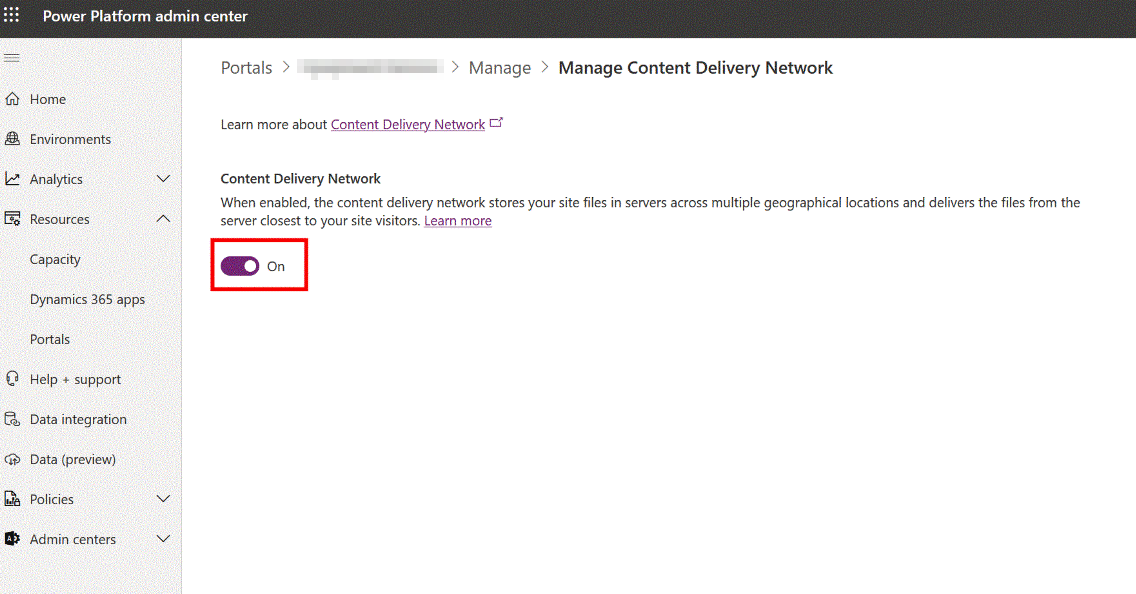 Power Platform admin center
Portals > > Manage > Manage Content Delivery Network
Home
Environments
Analytics
Resources
Capacity
Dynamics 365 apps
Portals
Help + support
Data integration
Data (preview)
Policies
Admin centers
Learn more about Content Delivery Network
Content Delivery Network
When enabled, the content delivery network stores your site files in servers across multiple geographical locations and delivers the files from the
server closest to your site visitors. Learn more
On